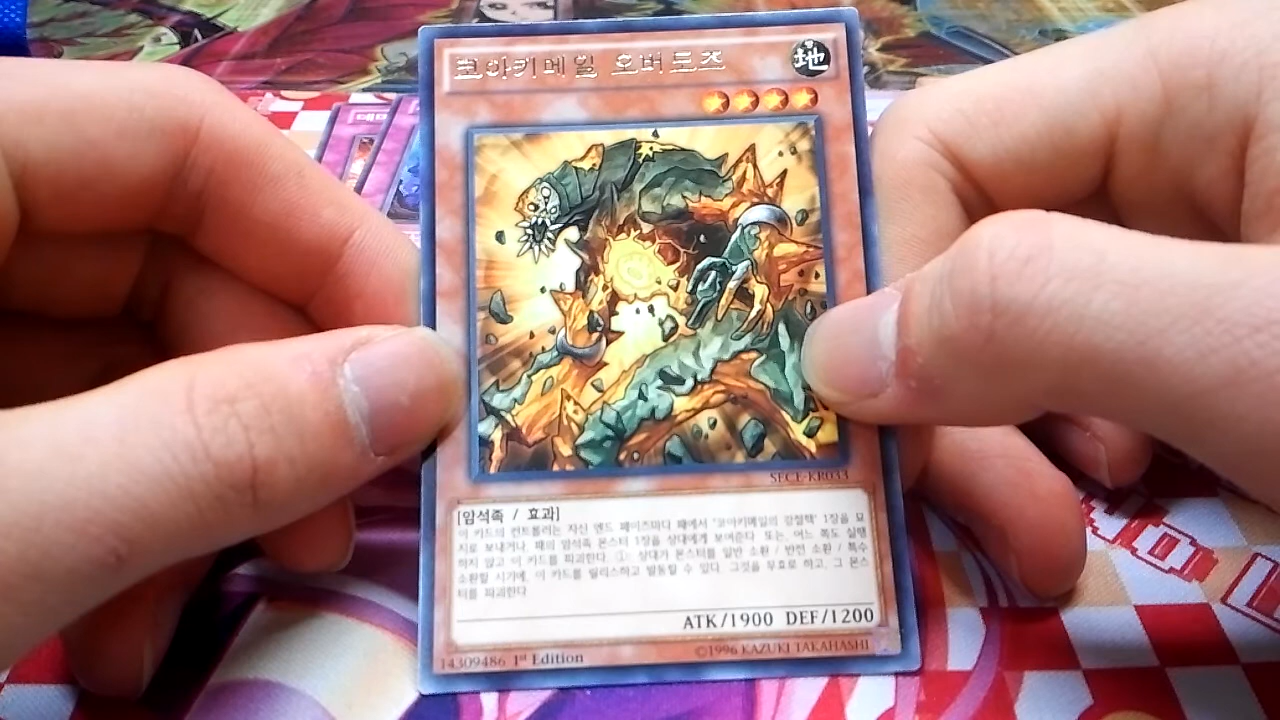 코아키메일 오버로즈
地
SECE-KR033
[암석족 / 효과]
이 카드의 컨트롤러는 자신 엔드 페이즈마다 패에서 "코아키메일의 강철핵" 1장을 묘
지로 보내거나, 패의 암석족 몬스터 1장을 상대에게 보여준다. 또는, 어느 쪽도 실행
하지 않고 이 카드를 파괴한다. ①: 상대가 몬스터를 일반 소환 / 반전 소환 / 특수
소환할 시기에, 이 카드를 릴리스하고 발동할 수 있다. 그것을 무효로 하고, 그 몬스
터를 파괴한다.
ATK/1900 DEF/1200
14309486 1st Edition
©1996 KAZUKI TAKAHASHI